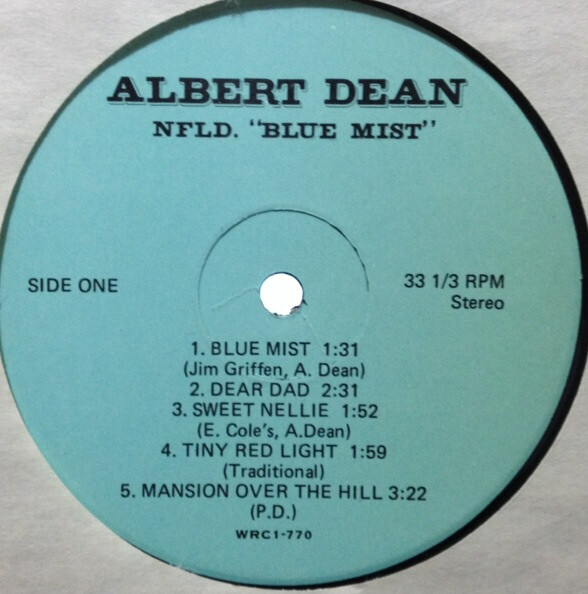 ALBERT DEAN
NFLD. "BLUE MIST"
SIDE ONE
33 1/3 RPM
Stereo
1. BLUE MIST 1:31
(Jim Griffen, A. Dean)
2. DEAR DAD 2:31
3. SWEET NELLIE 1:52
(E. Cole's, A.Dean)
4. TINY RED LIGHT 1:59
(Traditional)
5. MANSION OVER THE HILL 3:22
(P.D.)
WRC1-770